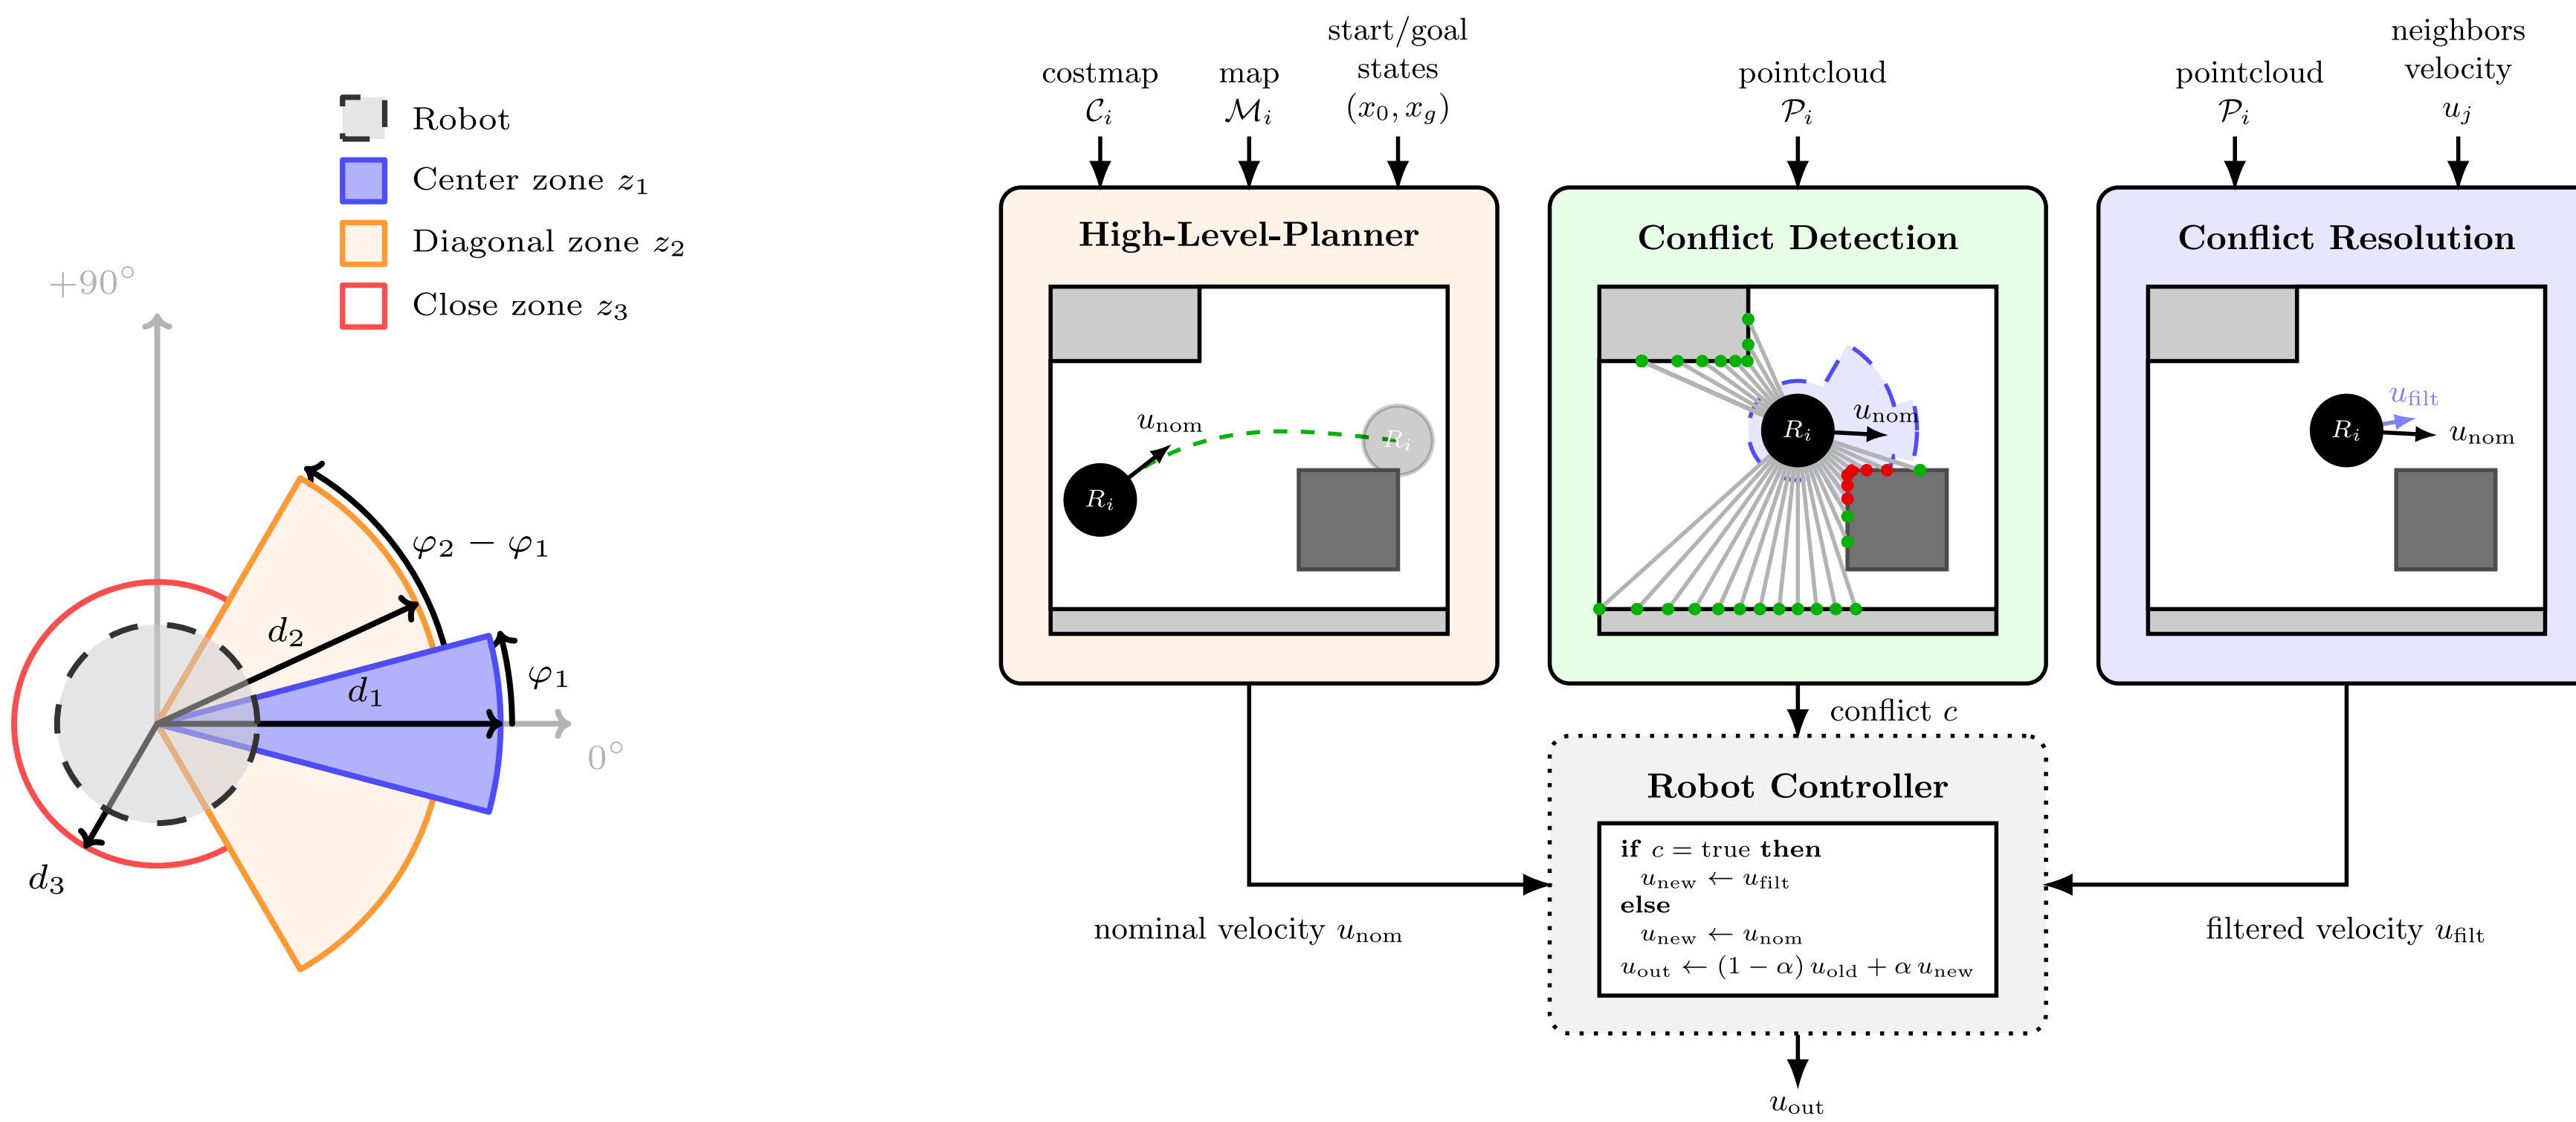 Robot
Center zone z₁
Diagonal zone z₂
Close zone z₃
+90°
0°
φ₂ − φ₁
φ₁
d₂
d₁
d₃
costmap
𝒞ᵢ
map
ℳᵢ
start/goal
states
(x₀, x_g)
High-Level-Planner
u_nom
Rᵢ
Rᵢ
nominal velocity u_nom
pointcloud
𝒫ᵢ
Conflict Detection
u_nom
Rᵢ
conflict c
pointcloud
𝒫ᵢ
neighbors
velocity
uⱼ
Conflict Resolution
u_filt
Rᵢ
u_nom
filtered velocity u_filt
Robot Controller
if c = true then
u_new ← u_filt
else
u_new ← u_nom
u_out ← (1 − α) u_old + α u_new
u_out